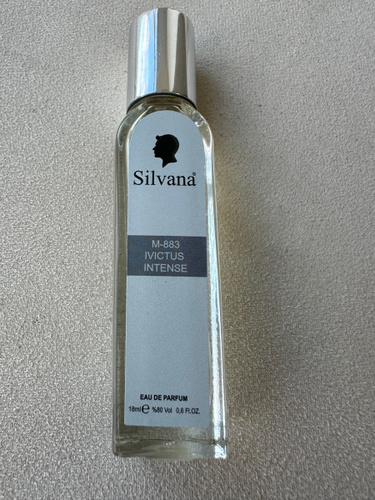 Silvana®
M-883
IVICTUS
INTENSE
EAU DE PARFUM
18ml℮ %80 Vol 0,6 Fl.OZ.